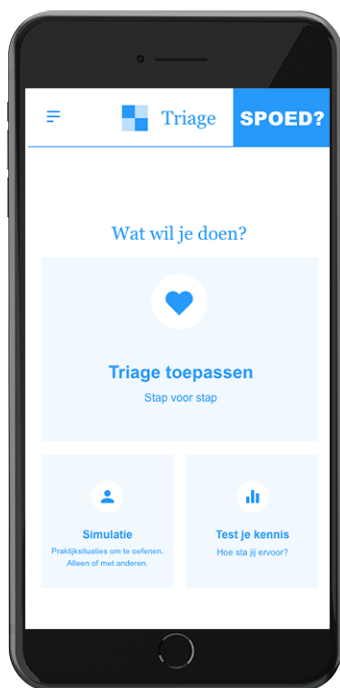 Triage
SPOED?
Wat wil je doen?
Triage toepassen
Stap voor stap
Simulatie
Praktijksituaties om te oefenen.
Alleen of met anderen.
Test je kennis
Hoe sta jij ervoor?